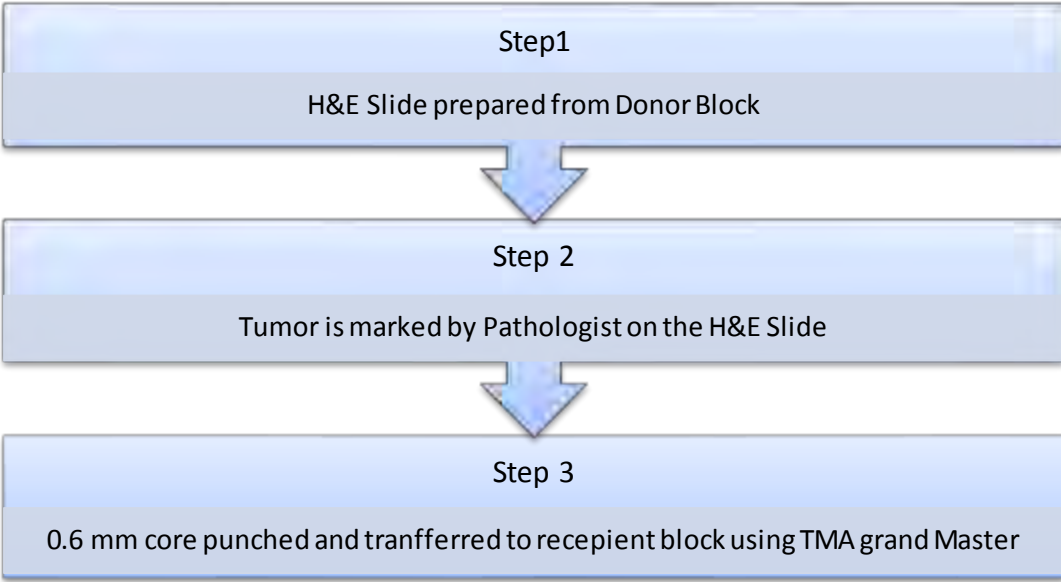 Step1
H&E Slide prepared from Donor Block
Step 2
Tumor is marked by Pathologist on the H&E Slide
Step 3
0.6 mm core punched and tranfferred to recepient block using TMA grand Master